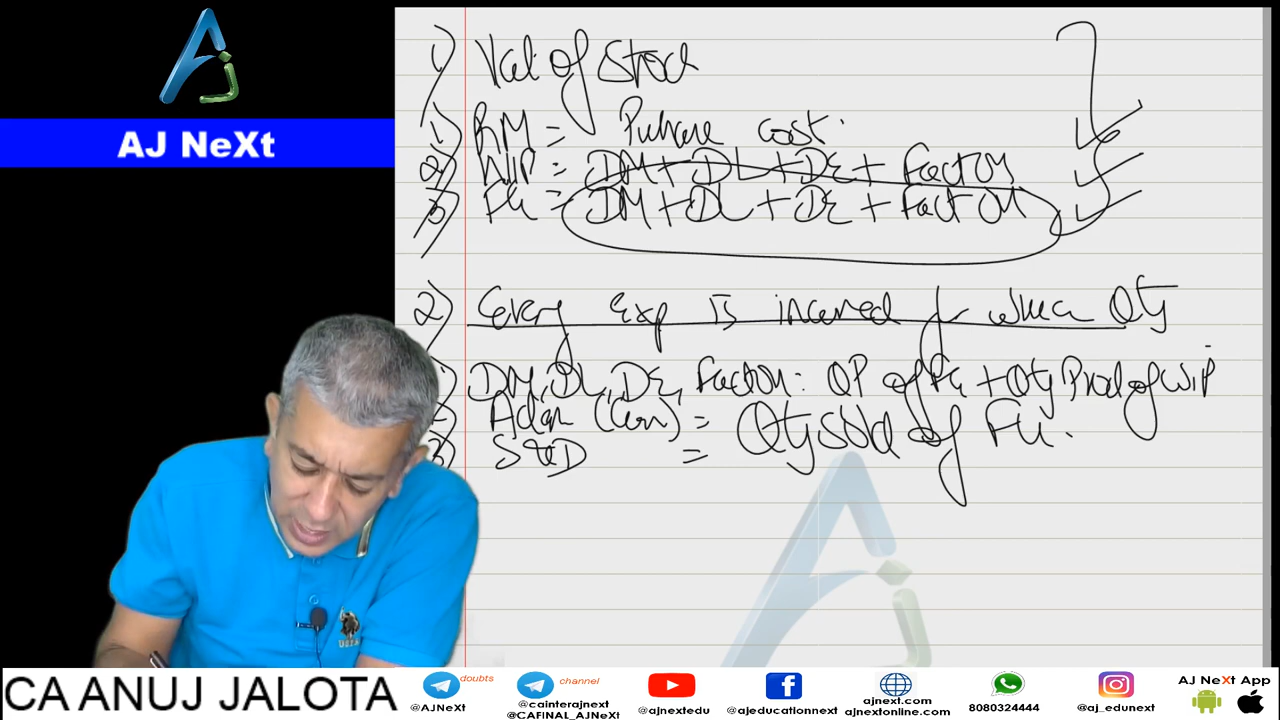 AJ NeXt
1) Val. of Stock
1) RM = Purchase cost.
2) WIP = DM + DL + DE + Factory
3) FG = DM + DL + DE + Factory
2) Every Exp is incurred for which Qty
1) DM, DL, DE, Factory: QP of FG + Qty Prod of WIP
2) Adm (Gen) = Qty Sold of FG.
3) S & D =
CA ANUJ JALOTA
doubts
@AJNeXt
channel
@cainterajnext
@CAFINAL_AJNeXt
@ajnextedu
@ajeducationnext
ajnext.com
ajnextonline.com
8080324444
@aj_edunext
AJ NeXt App